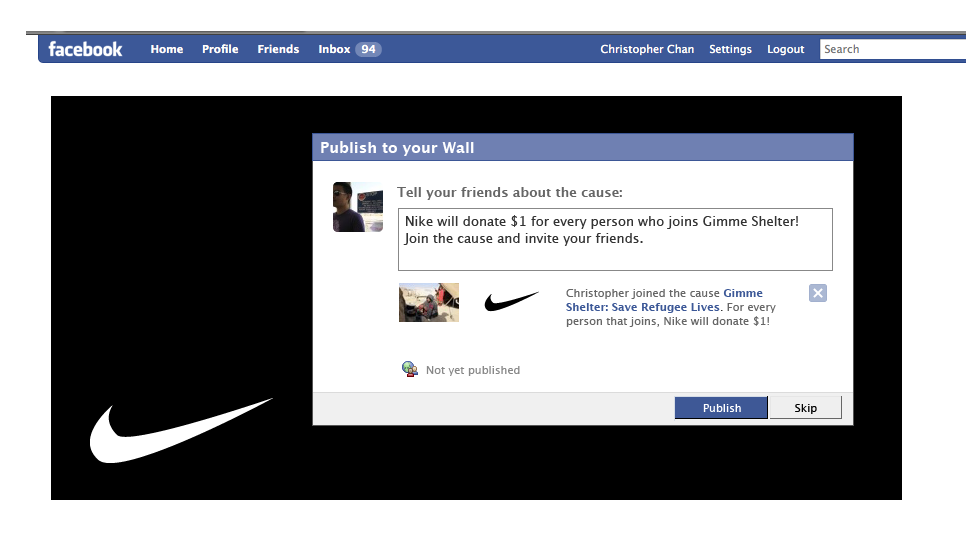 facebook Home Profile Friends Inbox 94 Christopher Chan Settings Logout Search
Publish to your Wall
Tell your friends about the cause:
Nike will donate $1 for every person who joins Gimme Shelter!
Join the cause and invite your friends.
Christopher joined the cause Gimme
Shelter: Save Refugee Lives. For every
person that joins, Nike will donate $1!
Not yet published
Publish Skip